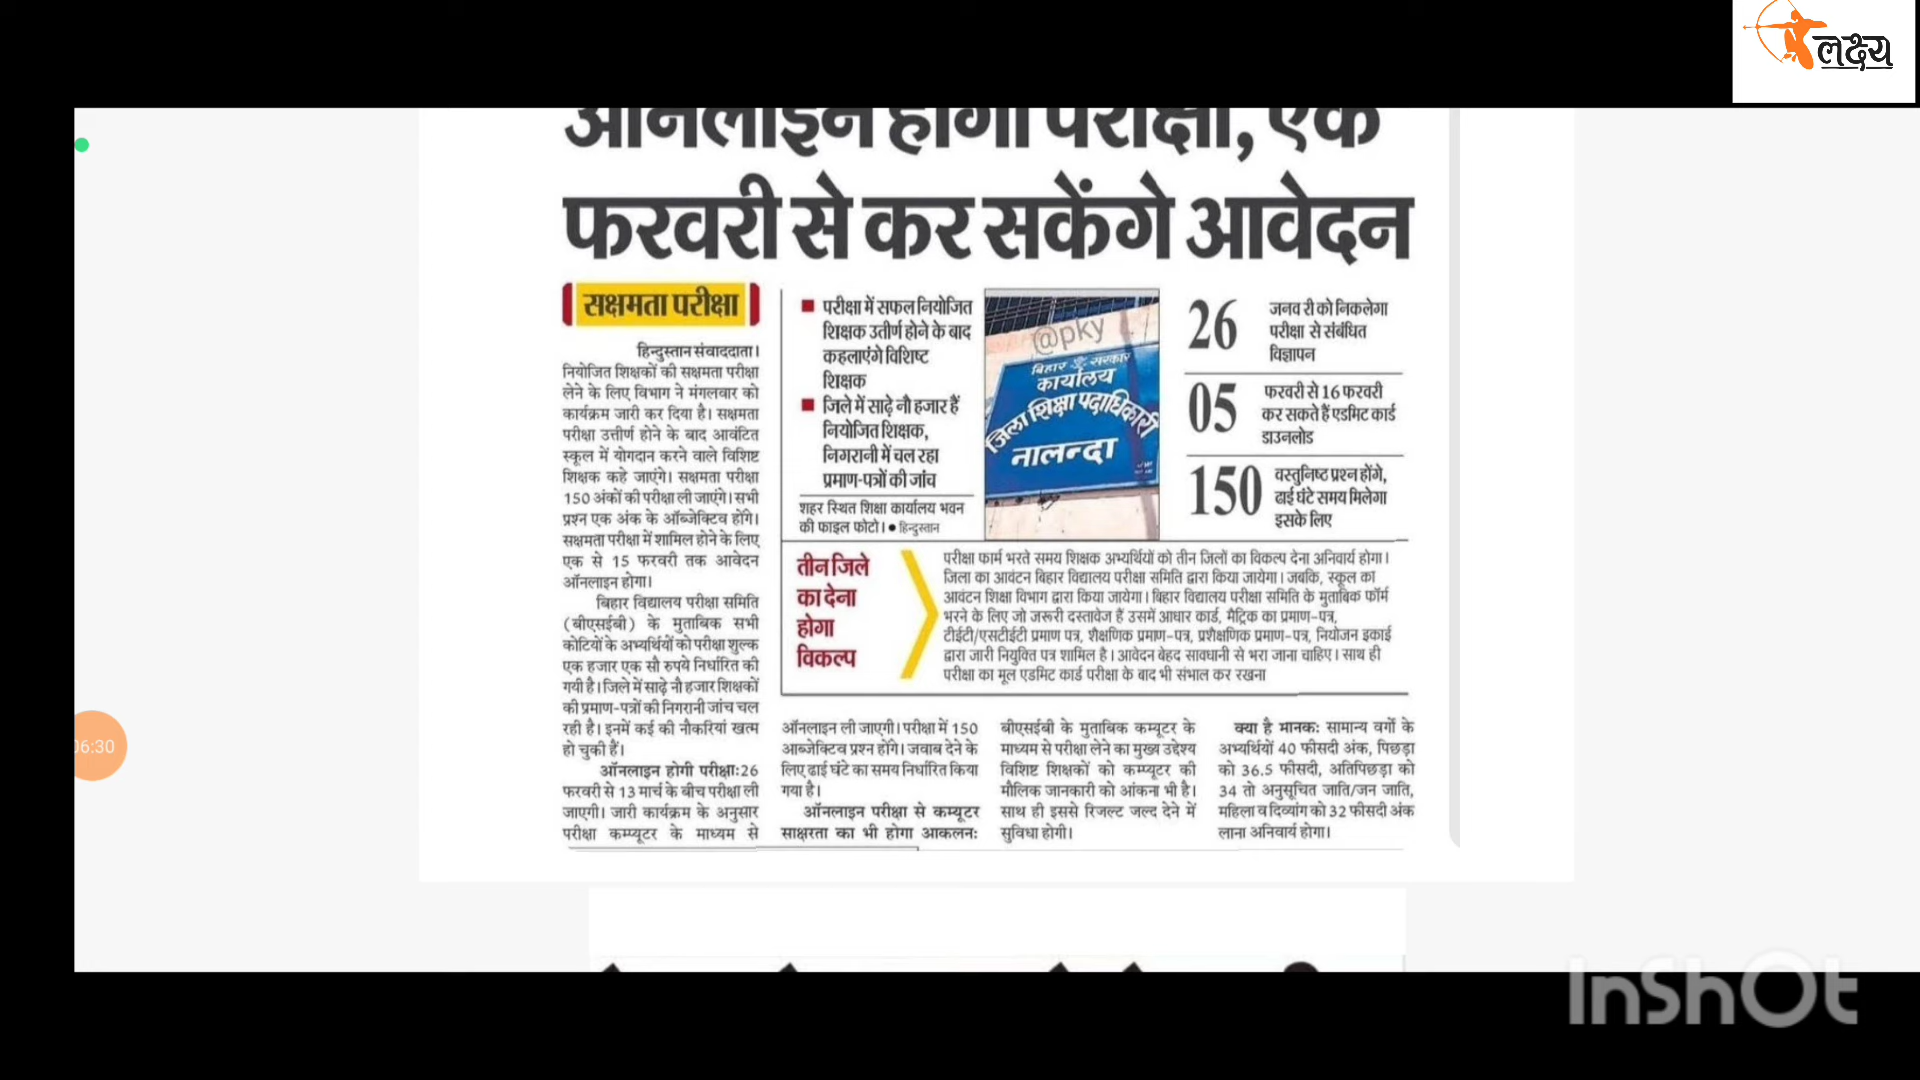 लक्ष्य
ऑनलाइन होगी परीक्षा, एक
फरवरी से कर सकेंगे आवेदन
सक्षमता परीक्षा
हिन्दुस्तान संवाददाता।
नियोजित शिक्षकों की सक्षमता परीक्षा
लेने के लिए विभाग ने मंगलवार को
कार्यक्रम जारी कर दिया है। सक्षमता
परीक्षा उत्तीर्ण होने के बाद आवंटित
स्कूल में योगदान करने वाले विशिष्ट
शिक्षक कहे जाएंगे। सक्षमता परीक्षा
150 अंकों की परीक्षा ली जाएंगे। सभी
प्रश्न एक अंक के ऑब्जेक्टिव होंगे।
सक्षमता परीक्षा में शामिल होने के लिए
एक से 15 फरवरी तक आवेदन
ऑनलाइन होगा।
बिहार विद्यालय परीक्षा समिति
(बीएसईबी) के मुताबिक सभी
कोटियों के अभ्यर्थियों को परीक्षा शुल्क
एक हजार एक सौ रुपये निर्धारित की
गयी है। जिले में साढ़े नौ हजार शिक्षकों
की प्रमाण-पत्रों की निगरानी जांच चल
रही है। इनमें कई की नौकरियां खत्म
हो चुकी हैं।
ऑनलाइन होगी परीक्षा: 26
फरवरी से 13 मार्च के बीच परीक्षा ली
जाएगी। जारी कार्यक्रम के अनुसार
परीक्षा कम्प्यूटर के माध्यम से
परीक्षा में सफल नियोजित
शिक्षक उतीर्ण होने के बाद
कहलाएंगे विशिष्ट
शिक्षक
जिले में साढ़े नौ हजार हैं
नियोजित शिक्षक,
निगरानी में चल रहा
प्रमाण-पत्रों की जांच
शहर स्थित शिक्षा कार्यालय भवन
की फाइल फोटो। ● हिन्दुस्तान
@pky
बिहार सरकार
कार्यालय
जिला शिक्षा पदाधिकारी
नालन्दा
26 जनव री को निकलेगा
परीक्षा से संबंधित
विज्ञापन
05 फरवरी से 16 फरवरी
कर सकते हैं एडमिट कार्ड
डाउनलोड
150 वस्तुनिष्ट प्रश्न होंगे,
ढाई घंटे समय मिलेगा
इसके लिए
तीन जिले
का देना
होगा
विकल्प
परीक्षा फार्म भरते समय शिक्षक अभ्यर्थियों को तीन जिलों का विकल्प देना अनिवार्य होगा।
जिला का आवंटन बिहार विद्यालय परीक्षा समिति द्वारा किया जायेगा। जबकि, स्कूल का
आवंटन शिक्षा विभाग द्वारा किया जायेगा। बिहार विद्यालय परीक्षा समिति के मुताबिक फॉर्म
भरने के लिए जो जरूरी दस्तावेज हैं उसमें आधार कार्ड, मैट्रिक का प्रमाण-पत्र,
टीईटी/एसटीईटी प्रमाण पत्र, शैक्षणिक प्रमाण-पत्र, प्रशैक्षणिक प्रमाण-पत्र, नियोजन इकाई
द्वारा जारी नियुक्ति पत्र शामिल है। आवेदन बेहद सावधानी से भरा जाना चाहिए। साथ ही
परीक्षा का मूल एडमिट कार्ड परीक्षा के बाद भी संभाल कर रखना
ऑनलाइन ली जाएगी। परीक्षा में 150
आब्जेक्टिव प्रश्न होंगे। जवाब देने के
लिए ढाई घंटे का समय निर्धारित किया
गया है।
ऑनलाइन परीक्षा से कम्प्यूटर
साक्षरता का भी होगा आकलन:
बीएसईबी के मुताबिक कम्प्यूटर के
माध्यम से परीक्षा लेने का मुख्य उद्देश्य
विशिष्ट शिक्षकों को कम्प्यूटर की
मौलिक जानकारी को आंकना भी है।
साथ ही इससे रिजल्ट जल्द देने में
सुविधा होगी।
क्या है मानक: सामान्य वर्गो के
अभ्यर्थियों 40 फीसदी अंक, पिछड़ा
को 36.5 फीसदी, अतिपिछड़ा को
34 तो अनुसूचित जाति/जन जाति,
महिला व दिव्यांग को 32 फीसदी अंक
लाना अनिवार्य होगा।
06:30
InShOt